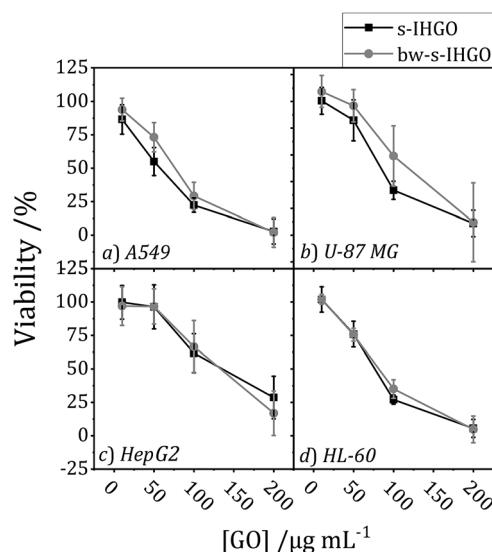 s-IHGO
bw-s-IHGO
Viability /%
125
100
75
50
25
0
a) A549
b) U-87 MG
125
100
75
50
25
0
-25
c) HepG2
d) HL-60
0 50 100 150 200 0 50 100 150 200
[GO] /µg mL⁻¹